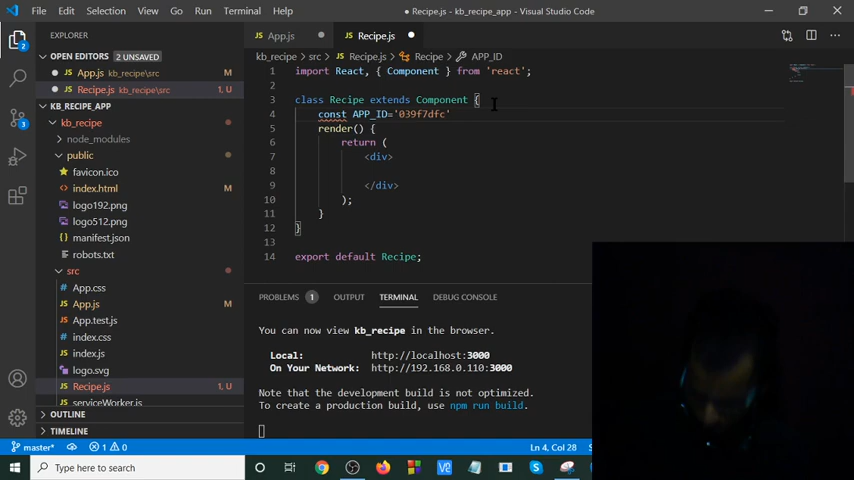 File Edit Selection View Go Run Terminal Help
● Recipe.js - kb_recipe_app - Visual Studio Code
EXPLORER
OPEN EDITORS 2 UNSAVED
App.js kb_recipe\src M
Recipe.js kb_recipe\src 1, U
KB_RECIPE_APP
kb_recipe
node_modules
public
favicon.ico
index.html
logo192.png
logo512.png
manifest.json
robots.txt
src
App.css
App.js M
App.test.js
index.css
index.js
logo.svg
Recipe.js 1, U
serviceWorker.js
OUTLINE
TIMELINE
2
3
JS App.js ●
JS Recipe.js ●
kb_recipe > src > JS Recipe.js > Recipe > APP_ID
1 import React, { Component } from 'react';
2
3 class Recipe extends Component {
4 const APP_ID='039f7dfc'
5 render() {
6 return (
7 <div>
8
9 </div>
10 );
11 }
12 }
13
14 export default Recipe;
PROBLEMS 1 OUTPUT TERMINAL DEBUG CONSOLE
You can now view kb_recipe in the browser.
Local: http://localhost:3000
On Your Network: http://192.168.0.110:3000
Note that the development build is not optimized.
To create a production build, use npm run build.
master* 1 0
Ln 4, Col 28
Type here to search